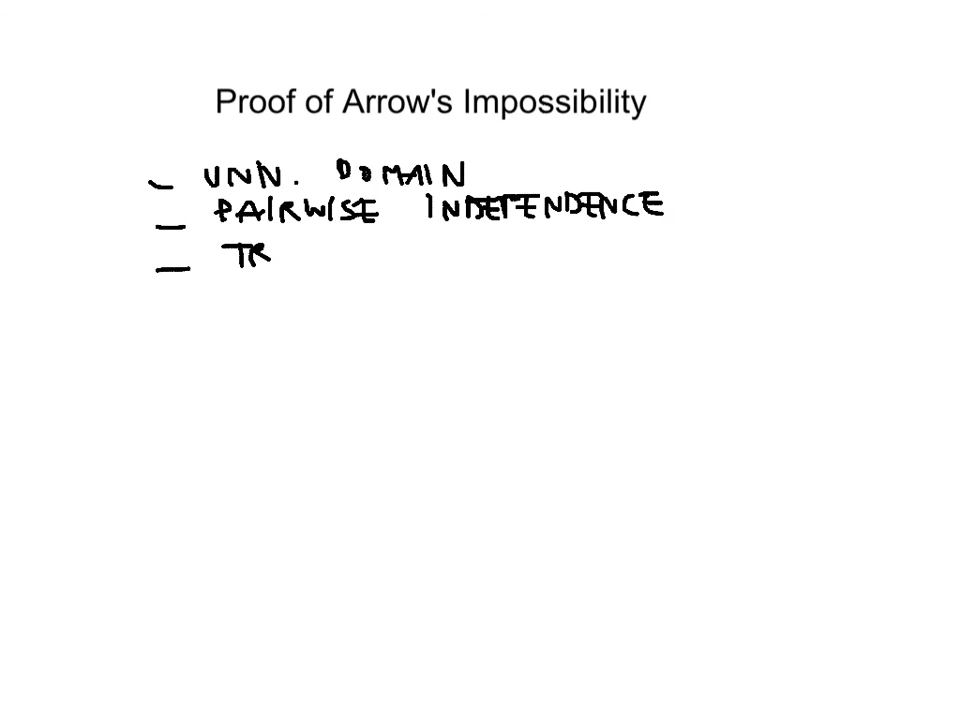 Proof of Arrow's Impossibility
- UNN. DOMAIN
- PAIRWISE INDEPENDENCE
- TR